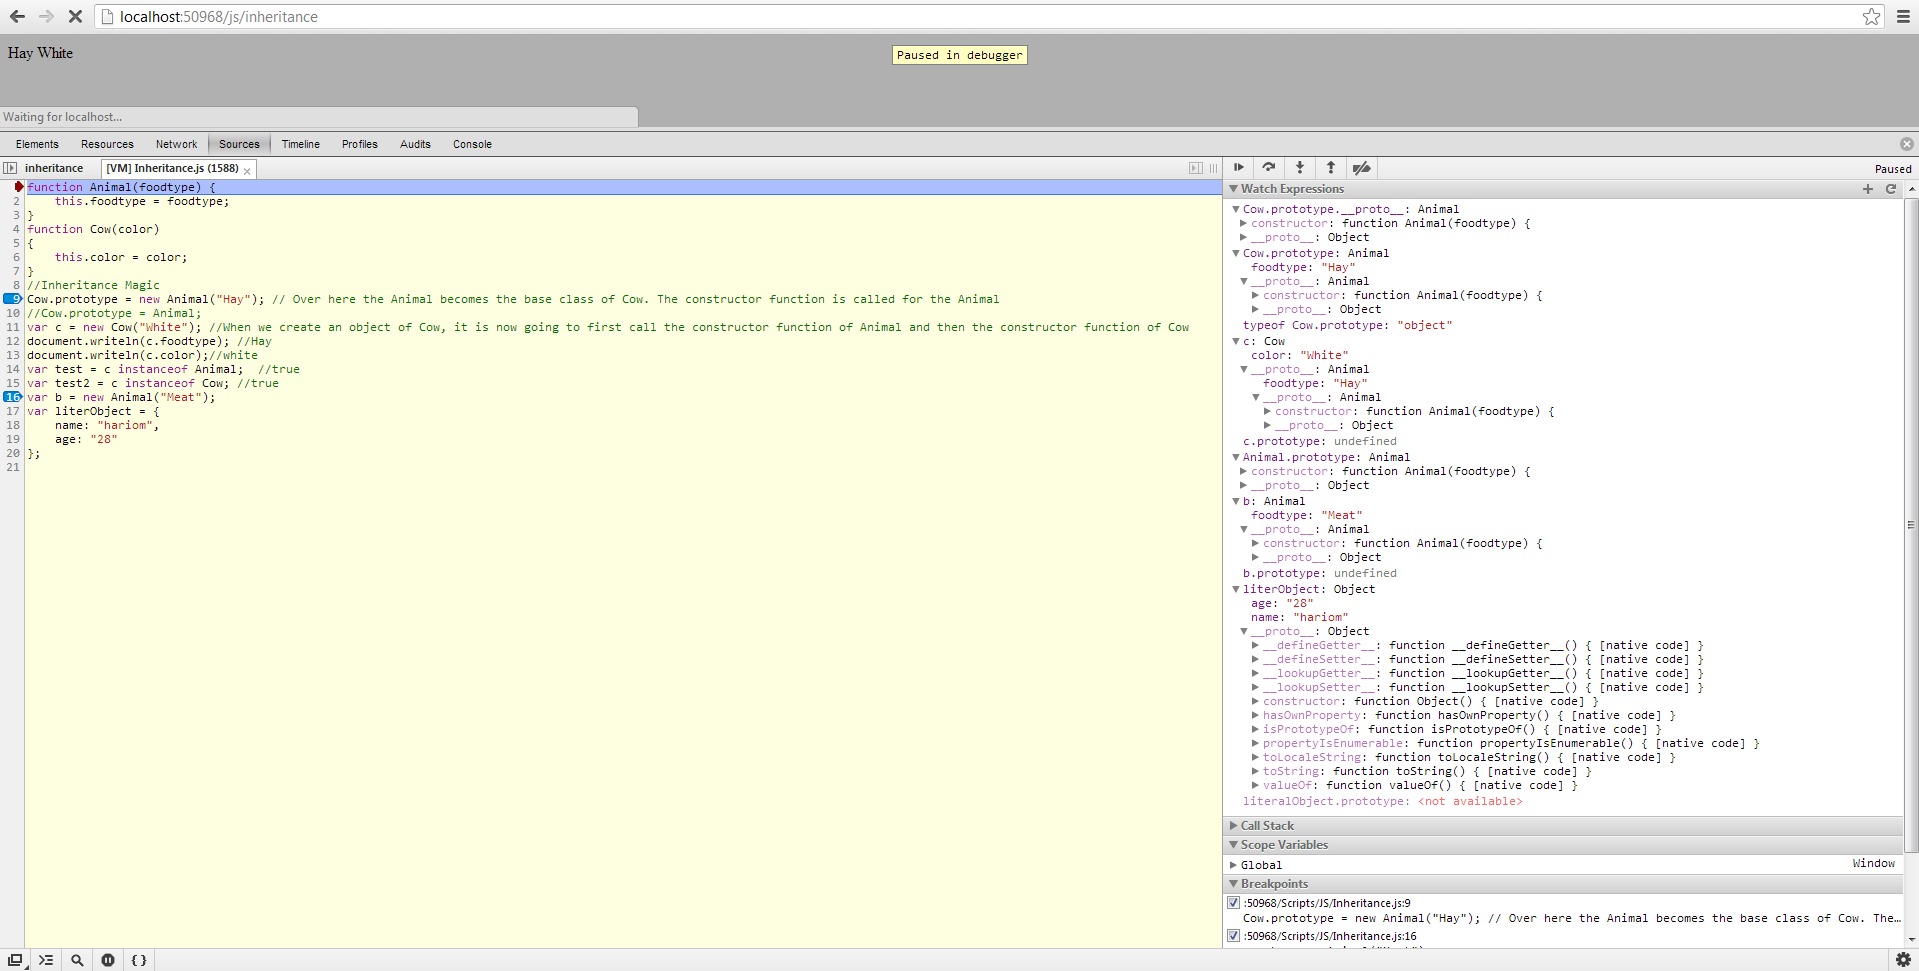 localhost:50968/js/inheritance
Hay White
Paused in debugger
Waiting for localhost...
Elements Resources Network Sources Timeline Profiles Audits Console
inheritance [VM] Inheritance.js (1588)
Paused
function Animal(foodtype) {
2 this.foodtype = foodtype;
3 }
4 function Cow(color)
5 {
6 this.color = color;
7 }
8 //Inheritance Magic
9 Cow.prototype = new Animal("Hay"); // Over here the Animal becomes the base class of Cow. The constructor function is called for the Animal
10 //Cow.prototype = Animal;
11 var c = new Cow("White"); //When we create an object of Cow, it is now going to first call the constructor function of Animal and then the constructor function of Cow
12 document.writeln(c.foodtype); //Hay
13 document.writeln(c.color);//white
14 var test = c instanceof Animal;  //true
15 var test2 = c instanceof Cow; //true
16 var b = new Animal("Meat");
17 var literObject = {
18 name: "hariom",
19 age: "28"
20 };
21
Watch Expressions
Cow.prototype.__proto__: Animal
constructor: function Animal(foodtype) {
__proto__: Object
Cow.prototype: Animal
foodtype: "Hay"
__proto__: Animal
constructor: function Animal(foodtype) {
__proto__: Object
typeof Cow.prototype: "object"
c: Cow
color: "White"
__proto__: Animal
foodtype: "Hay"
__proto__: Animal
constructor: function Animal(foodtype) {
__proto__: Object
c.prototype: undefined
Animal.prototype: Animal
constructor: function Animal(foodtype) {
__proto__: Object
b: Animal
foodtype: "Meat"
__proto__: Animal
constructor: function Animal(foodtype) {
__proto__: Object
b.prototype: undefined
literObject: Object
age: "28"
name: "hariom"
__proto__: Object
__defineGetter__: function __defineGetter__() { [native code] }
__defineSetter__: function __defineSetter__() { [native code] }
__lookupGetter__: function __lookupGetter__() { [native code] }
__lookupSetter__: function __lookupSetter__() { [native code] }
constructor: function Object() { [native code] }
hasOwnProperty: function hasOwnProperty() { [native code] }
isPrototypeOf: function isPrototypeOf() { [native code] }
propertyIsEnumerable: function propertyIsEnumerable() { [native code] }
toLocaleString: function toLocaleString() { [native code] }
toString: function toString() { [native code] }
valueOf: function valueOf() { [native code] }
literalObject.prototype: <not available>
Call Stack
Scope Variables
Global Window
Breakpoints
:50968/Scripts/JS/Inheritance.js:9
Cow.prototype = new Animal("Hay"); // Over here the Animal becomes the base class of Cow. The...
:50968/Scripts/JS/Inheritance.js:16